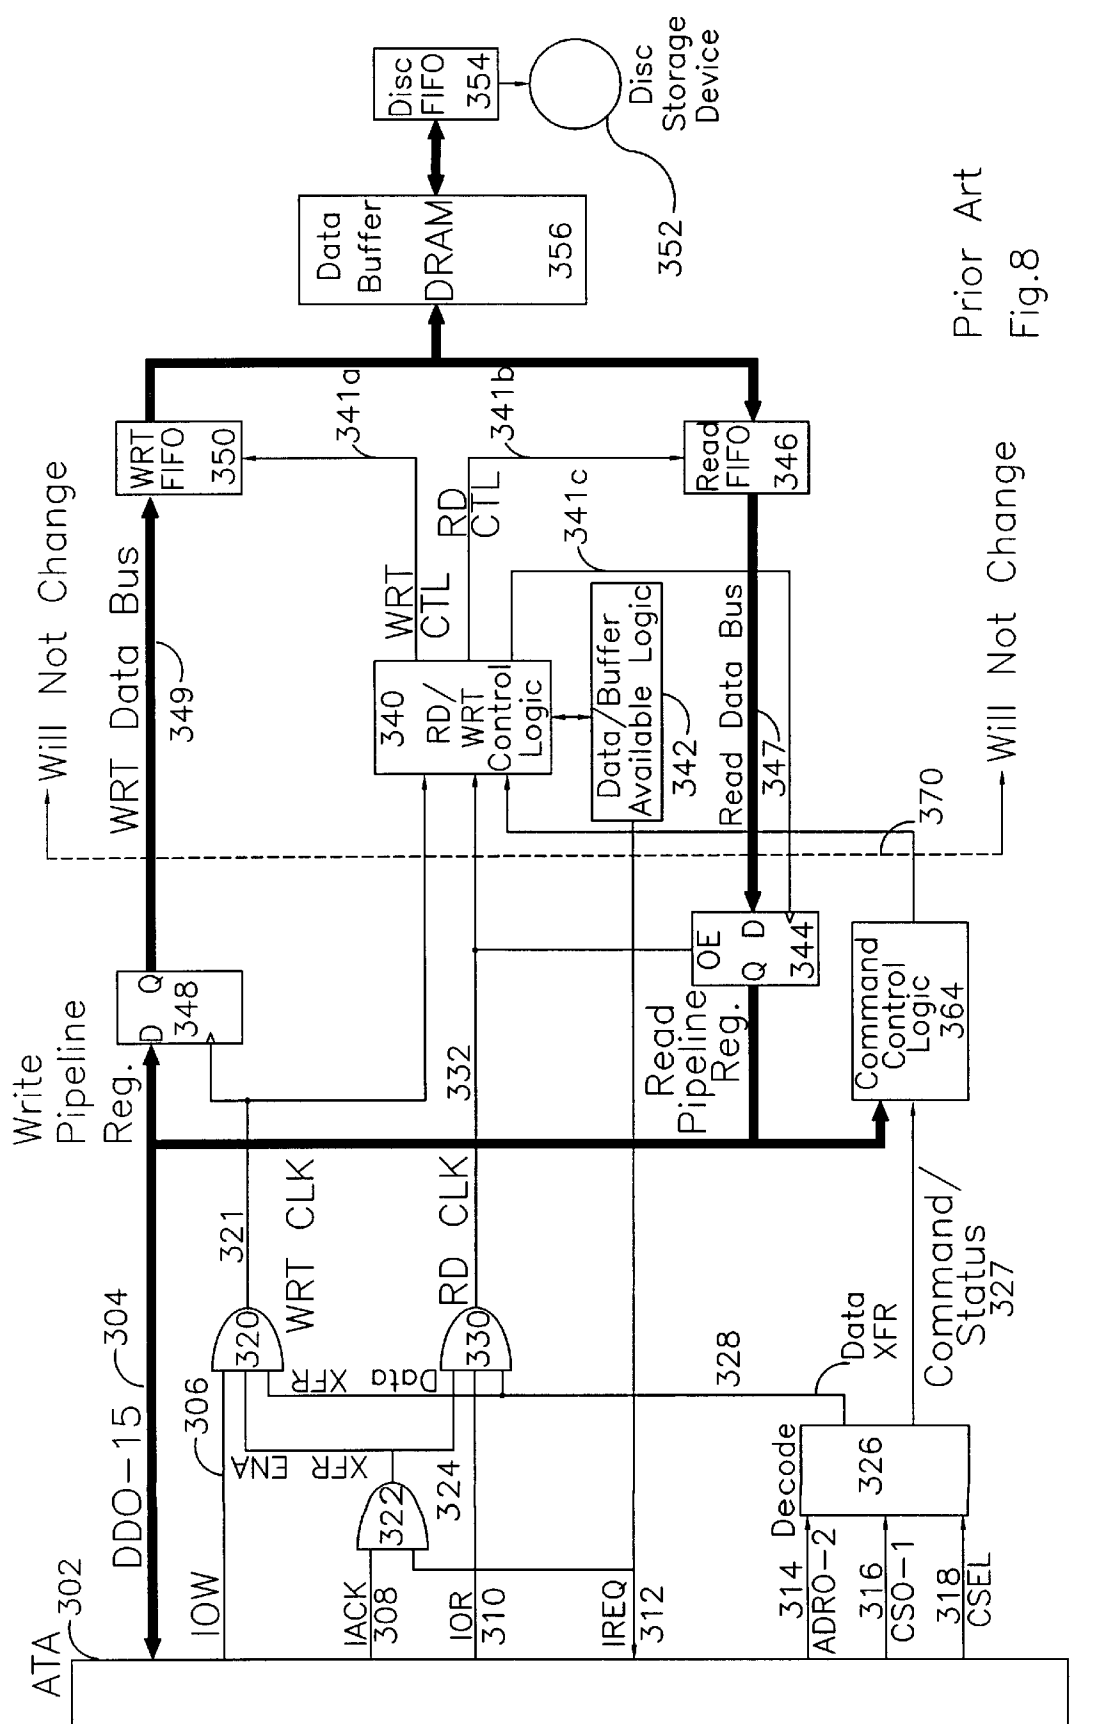 ATA
302
DDO-15
304
IOW
306
IACK
308
IOR
310
IREQ
312
314
ADRO-2
316
CSO-1
318
CSEL
Decode
326
322
XFR ENA
324
Data XFR
320
330
321
WRT CLK
RD CLK
332
328
Data
XFR
Command/
Status
327
Write
Pipeline
Reg.
D Q
348
Read
Pipeline
Reg.
OE
Q D
344
Command
Control
Logic
364
370
Will Not Change
WRT Data Bus
349
340
RD/
WRT
Control
Logic
Data/Buffer
Available Logic
342
Read Data Bus
347
WRT
CTL
RD
CTL
341a
341b
341c
WRT
FIFO
350
Read
FIFO
346
Will Not Change
Data
Buffer
DRAM
356
Disc
FIFO
354
Disc
Storage
Device
352
Prior Art
Fig.8